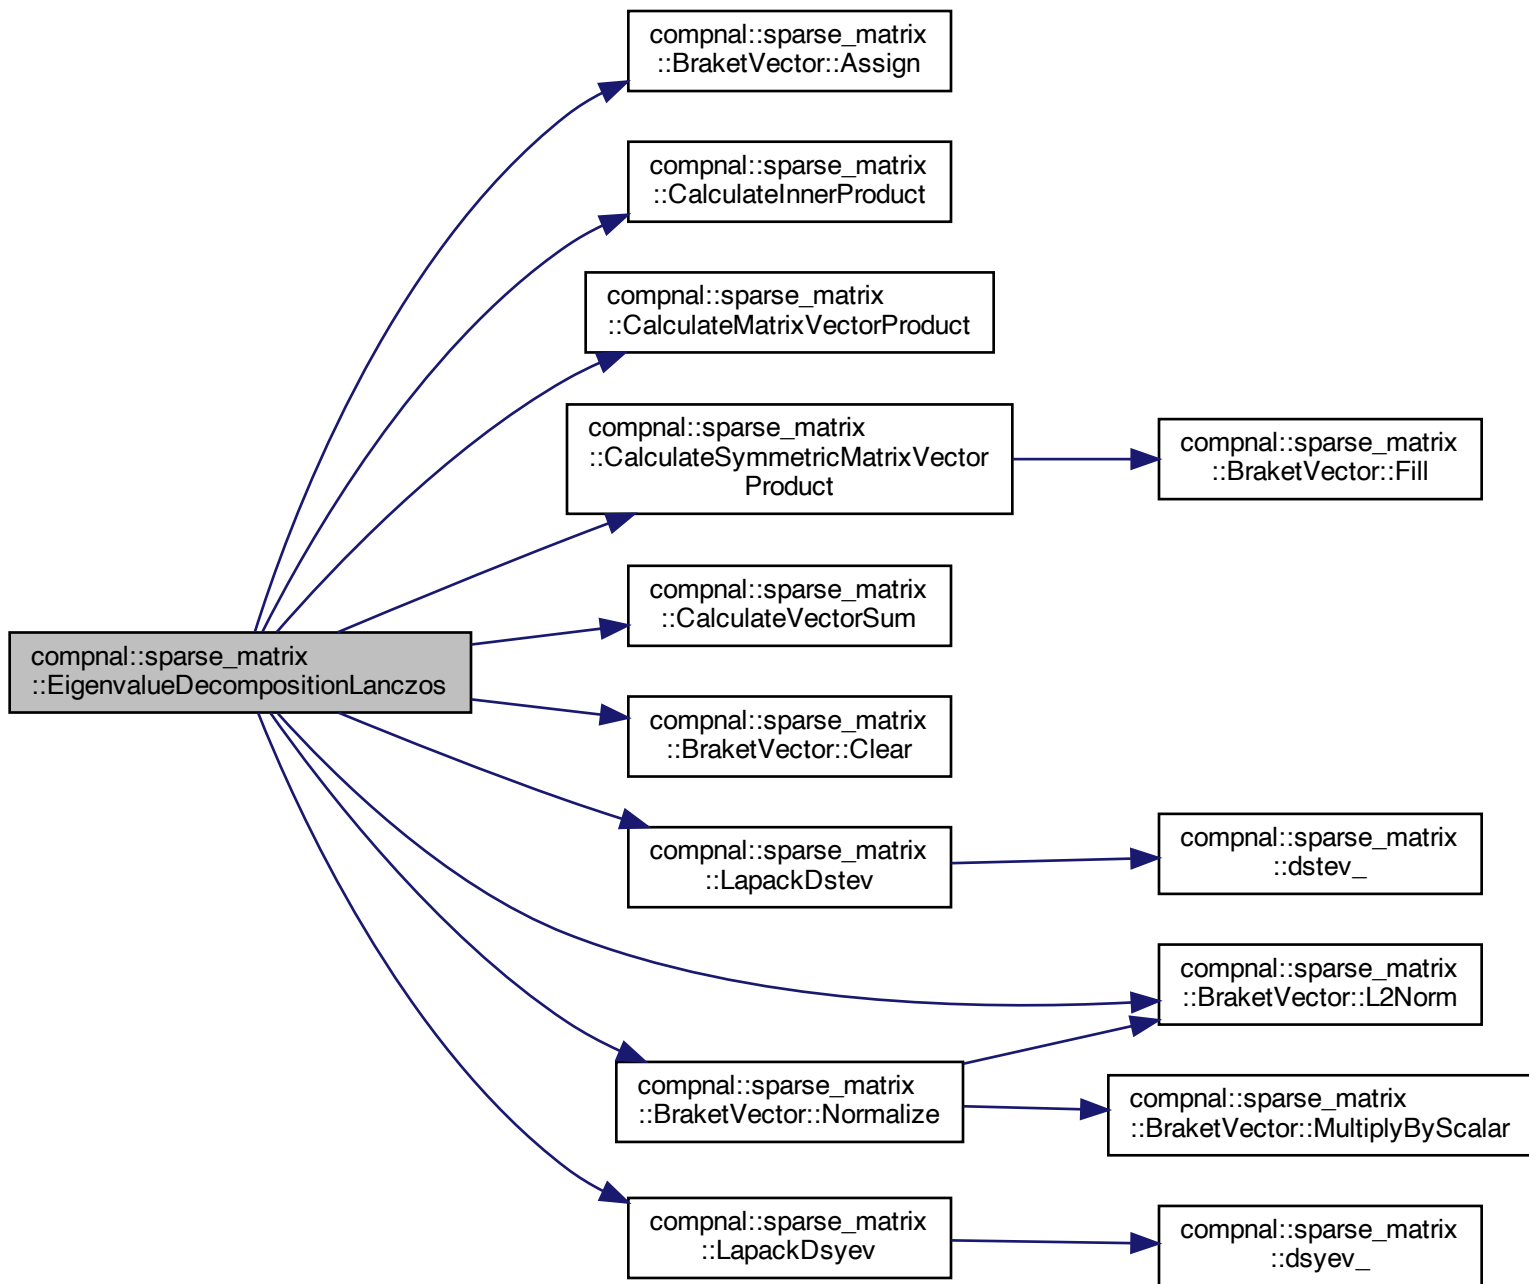 compnal::sparse_matrix
::BraketVector::Assign
compnal::sparse_matrix
::CalculateInnerProduct
compnal::sparse_matrix
::CalculateMatrixVectorProduct
compnal::sparse_matrix
::CalculateSymmetricMatrixVector
Product
compnal::sparse_matrix
::BraketVector::Fill
compnal::sparse_matrix
::CalculateVectorSum
compnal::sparse_matrix
::EigenvalueDecompositionLanczos
compnal::sparse_matrix
::BraketVector::Clear
compnal::sparse_matrix
::LapackDstev
compnal::sparse_matrix
::dstev_
compnal::sparse_matrix
::BraketVector::L2Norm
compnal::sparse_matrix
::BraketVector::Normalize
compnal::sparse_matrix
::BraketVector::MultiplyByScalar
compnal::sparse_matrix
::LapackDsyev
compnal::sparse_matrix
::dsyev_